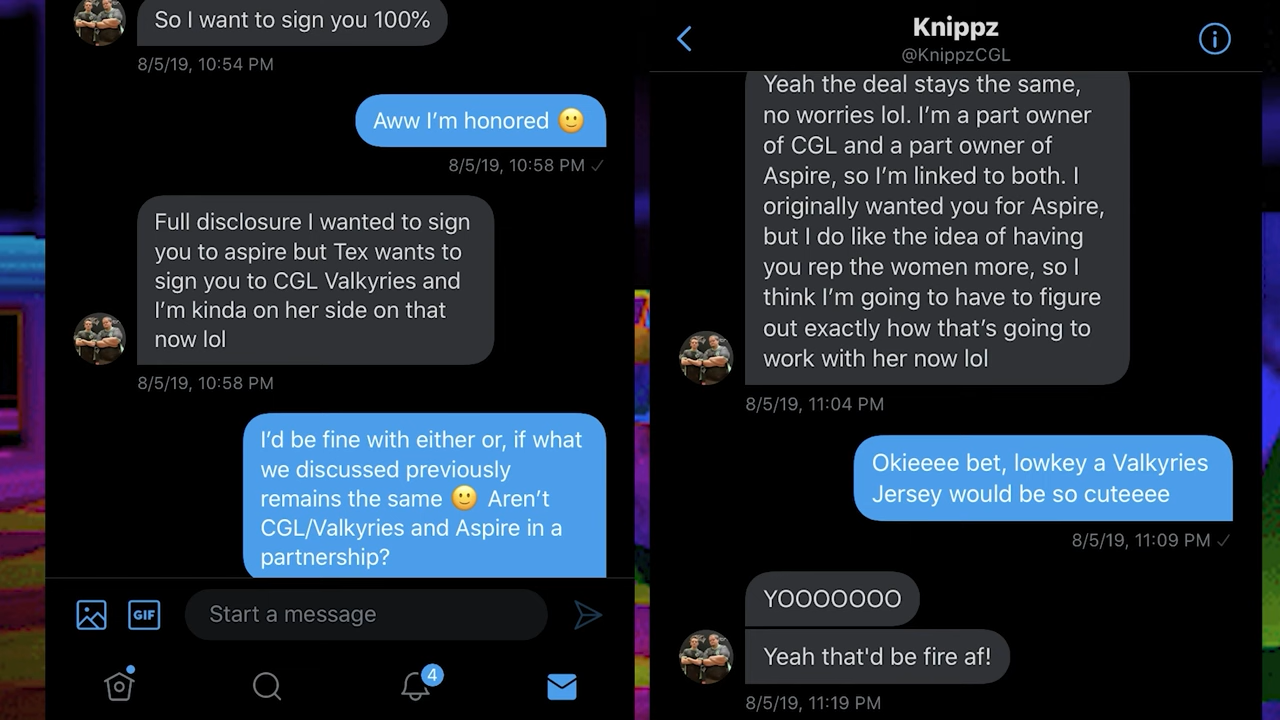 So I want to sign you 100%
8/5/19, 10:54 PM
Aww I’m honored 🙂
8/5/19, 10:58 PM ✓
Full disclosure I wanted to sign
you to aspire but Tex wants to
sign you to CGL Valkyries and
I’m kinda on her side on that
now lol
8/5/19, 10:58 PM
I’d be fine with either or, if what
we discussed previously
remains the same 🙂 Aren’t
CGL/Valkyries and Aspire in a
partnership?
GIF
Start a message
4
Knippz
@KnippzCGL
Yeah the deal stays the same,
no worries lol. I’m a part owner
of CGL and a part owner of
Aspire, so I’m linked to both. I
originally wanted you for Aspire,
but I do like the idea of having
you rep the women more, so I
think I’m going to have to figure
out exactly how that’s going to
work with her now lol
8/5/19, 11:04 PM
Okieeee bet, lowkey a Valkyries
Jersey would be so cuteeee
8/5/19, 11:09 PM ✓
YOOOOOOO
Yeah that'd be fire af!
8/5/19, 11:19 PM